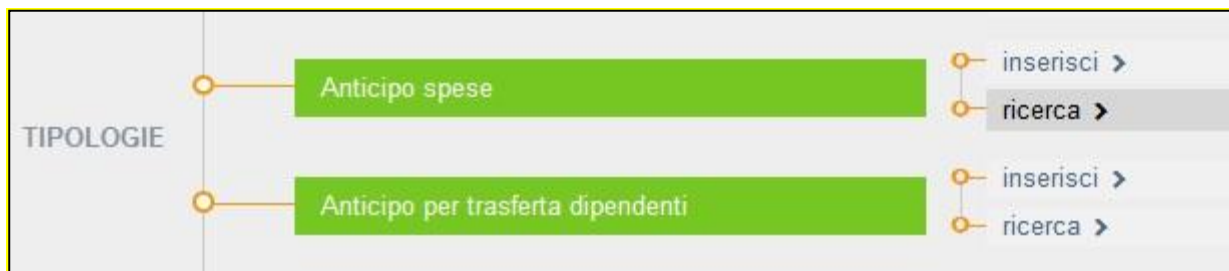 TIPOLOGIE
Anticipo spese
inserisci >
ricerca >
Anticipo per trasferta dipendenti
inserisci >
ricerca >